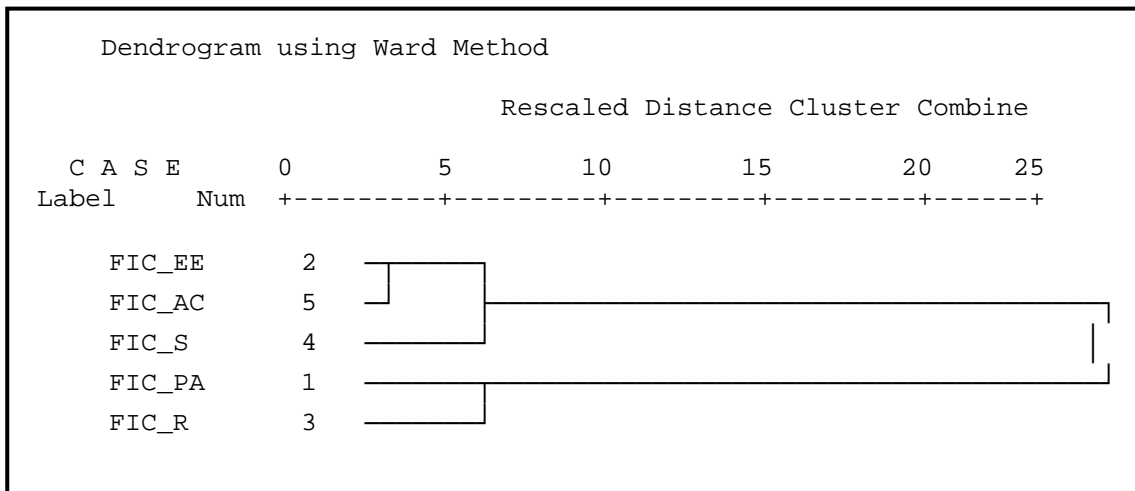 Dendrogram using Ward Method
Rescaled Distance Cluster Combine
C A S E 0 5 10 15 20 25
Label Num +---------+---------+---------+---------+------+
FIC_EE 2
FIC_AC 5
FIC_S 4
FIC_PA 1
FIC_R 3